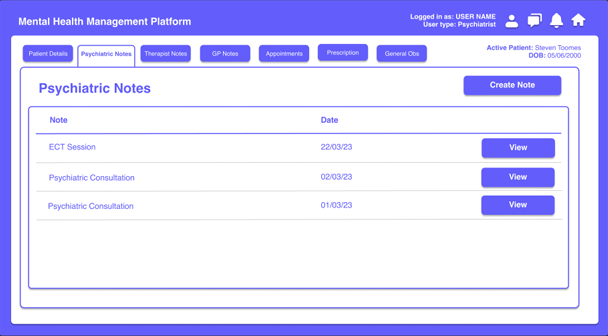 Mental Health Management Platform
Logged in as: USER NAME
User type: Psychiatrist
Patient Details
Psychiatric Notes
Therapist Notes
GP Notes
Appointments
Prescription
General Obs
Active Patient: Steven Toomes
DOB: 05/06/2000
Psychiatric Notes
Create Note
Note Date
ECT Session 22/03/23 View
Psychiatric Consultation 02/03/23 View
Psychiatric Consultation 01/03/23 View